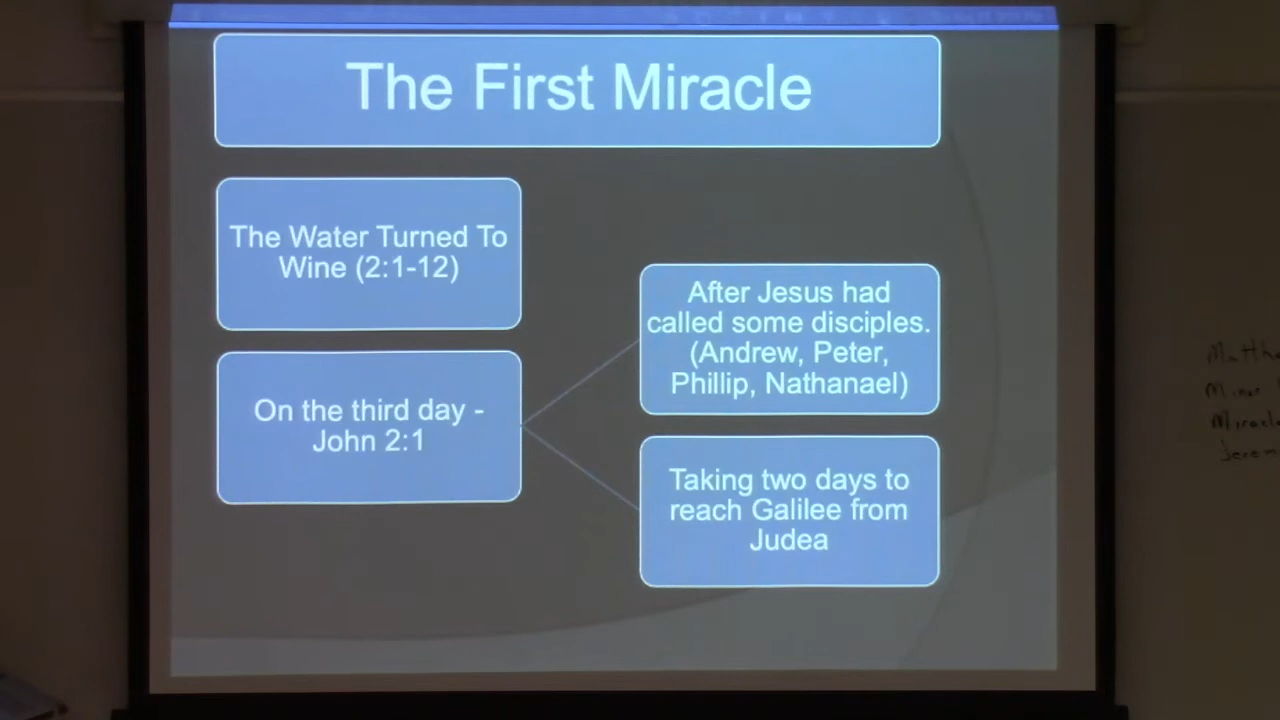 The First Miracle
The Water Turned To
Wine (2:1-12)
On the third day -
John 2:1
After Jesus had
called some disciples.
(Andrew, Peter,
Phillip, Nathanael)
Taking two days to
reach Galilee from
Judea